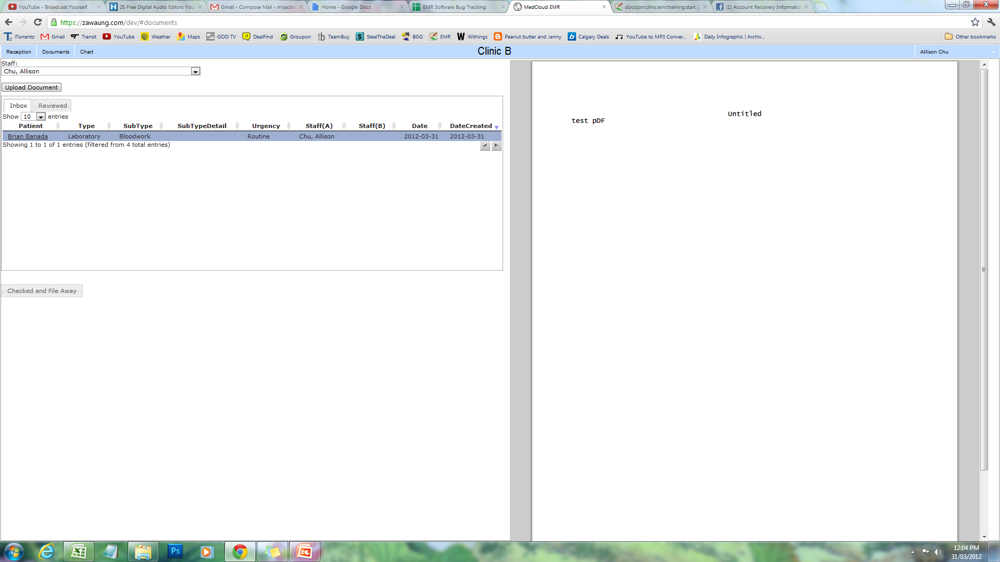 YouTube - Broadcast Yourself.
25 Free Digital Audio Editors You
Gmail - Compose Mail - mrjacksc
Home - Google Docs
EMR Software Bug Tracking
MedCloud EMR
docsjon:clinic:emr:training:start [
(1) Account Recovery Informatio
https://zawaung.com/dev/#documents
iTorrentz Gmail Transit YouTube Weather Maps GOD TV DealFind Groupon TeamBuy StealTheDeal BGG EMR Withings Peanut butter and Jenny Calgary Deals YouTube to MP3 Conver... Daily Infographic | Archiv... Other bookmarks
Reception Documents Chart Clinic B Allison Chu
Staff:
Chu, Allison
Upload Document
Inbox Reviewed
Show 10 entries
Patient Type SubType SubTypeDetail Urgency Staff(A) Staff(B) Date DateCreated
Brian Banada Laboratory Bloodwork Routine Chu, Allison 2012-03-31 2012-03-31
Showing 1 to 1 of 1 entries (filtered from 4 total entries)
Checked and File Away
Untitled
test pDF
Ps
12:04 PM
31/03/2012